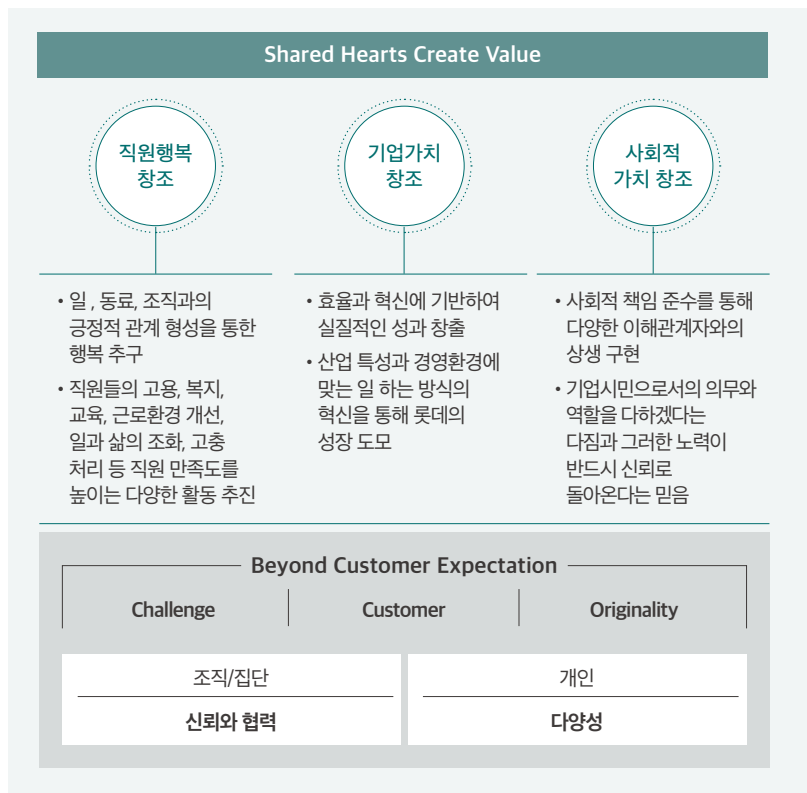 Shared Hearts Create Value
직원행복
창조
• 일 , 동료, 조직과의
긍정적 관계 형성을 통한
행복 추구
• 직원들의 고용, 복지,
교육, 근로환경 개선,
일과 삶의 조화, 고충
처리 등 직원 만족도를
높이는 다양한 활동 추진
기업가치
창조
• 효율과 혁신에 기반하여
실질적인 성과 창출
• 산업 특성과 경영환경에
맞는 일 하는 방식의
혁신을 통해 롯데의
성장 도모
사회적
가치 창조
• 사회적 책임 준수를 통해
다양한 이해관계자와의
상생 구현
• 기업시민으로서의 의무와
역할을 다하겠다는
다짐과 그러한 노력이
반드시 신뢰로
돌아온다는 믿음
Beyond Customer Expectation
Challenge
Customer
Originality
조직/집단
신뢰와 협력
개인
다양성